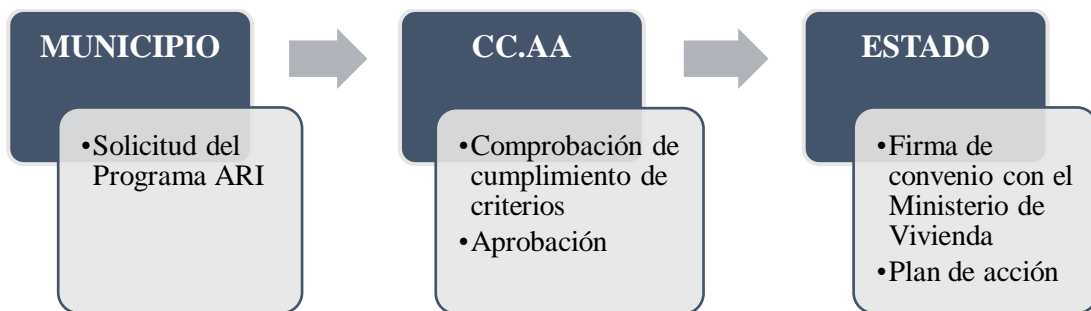 MUNICIPIO
•Solicitud del
Programa ARI
CC.AA
•Comprobación de
cumplimiento de
criterios
•Aprobación
ESTADO
•Firma de
convenio con el
Ministerio de
Vivienda
•Plan de acción